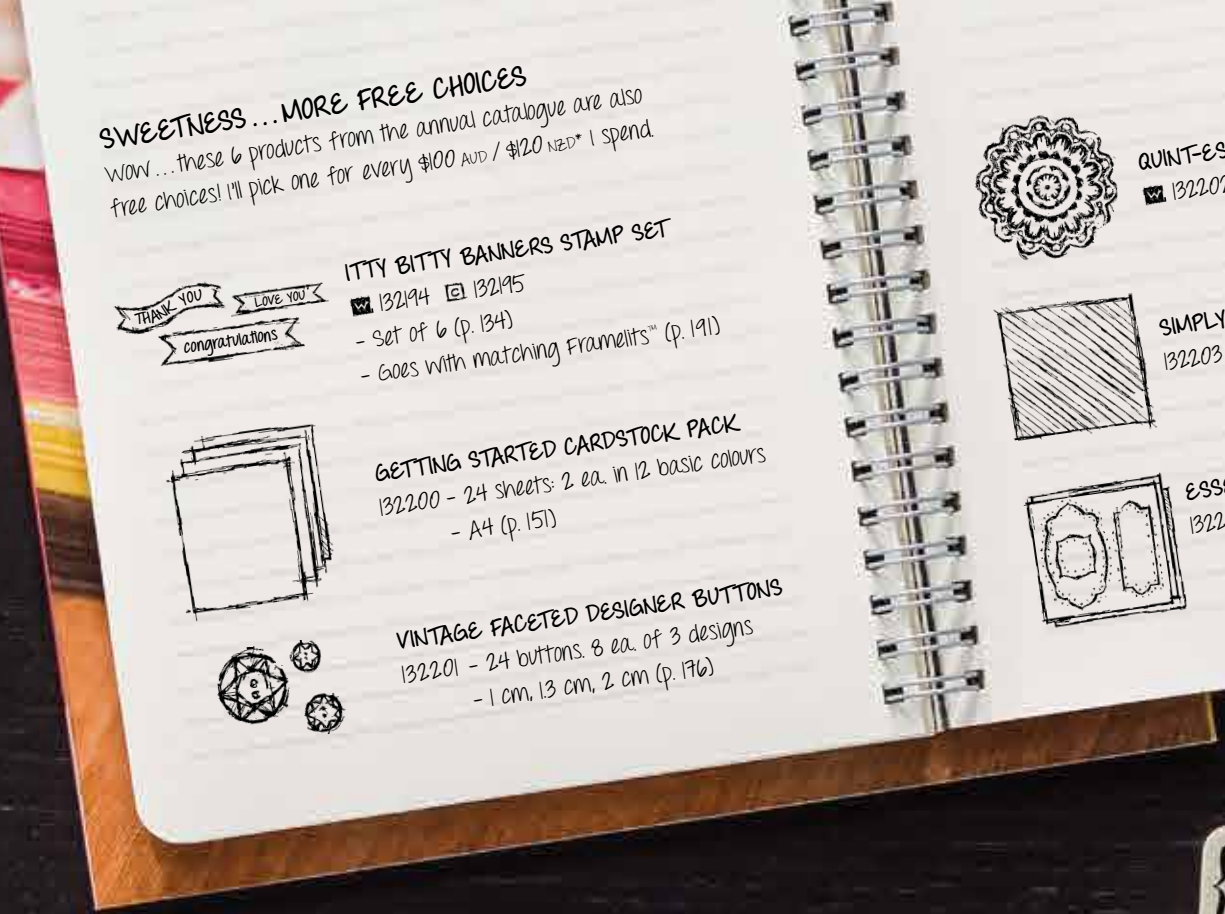 SWEETNESS...MORE FREE CHOICES
Wow...these 6 products from the annual catalogue are also
free choices! I'll pick one for every $100 AUD / $120 NZD* I spend.
THANK YOU
LOVE YOU
congratulations
ITTY BITTY BANNERS STAMP SET
W 132194 C 132195
- Set of 6 (p. 134)
- Goes with matching Framelits™ (p. 191)
GETTING STARTED CARDSTOCK PACK
132200 - 24 sheets: 2 ea. in 12 basic colours
- A4 (p. 151)
VINTAGE FACETED DESIGNER BUTTONS
132201 - 24 buttons. 8 ea. of 3 designs
- 1 cm, 1.3 cm, 2 cm (p. 176)
QUINT-ES
W 132202
SIMPLY
132203
ESSE
1322